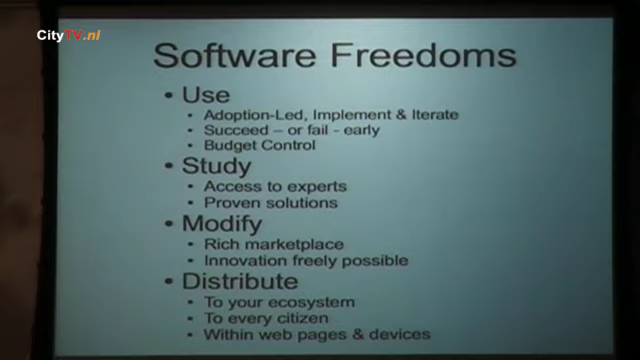 CityTV.nl
Software Freedoms
• Use
• Adoption-Led, Implement & Iterate
• Succeed – or fail - early
• Budget Control
• Study
• Access to experts
• Proven solutions
• Modify
• Rich marketplace
• Innovation freely possible
• Distribute
• To your ecosystem
• To every citizen
• Within web pages & devices